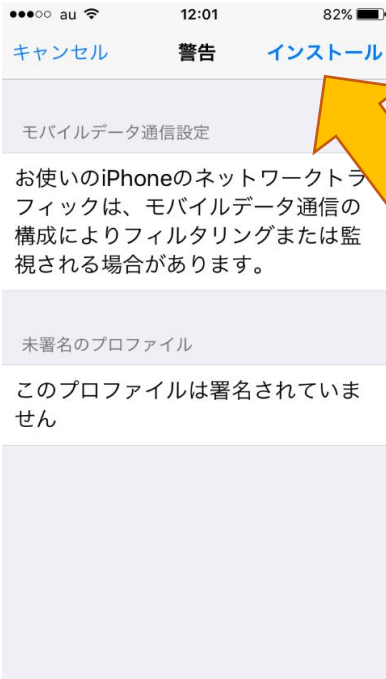 ●●●○○ au 12:01 82%
キャンセル 警告 インストール
モバイルデータ通信設定
お使いのiPhoneのネットワークトラ
フィックは、モバイルデータ通信の
構成によりフィルタリングまたは監
視される場合があります。
未署名のプロファイル
このプロファイルは署名されていま
せん